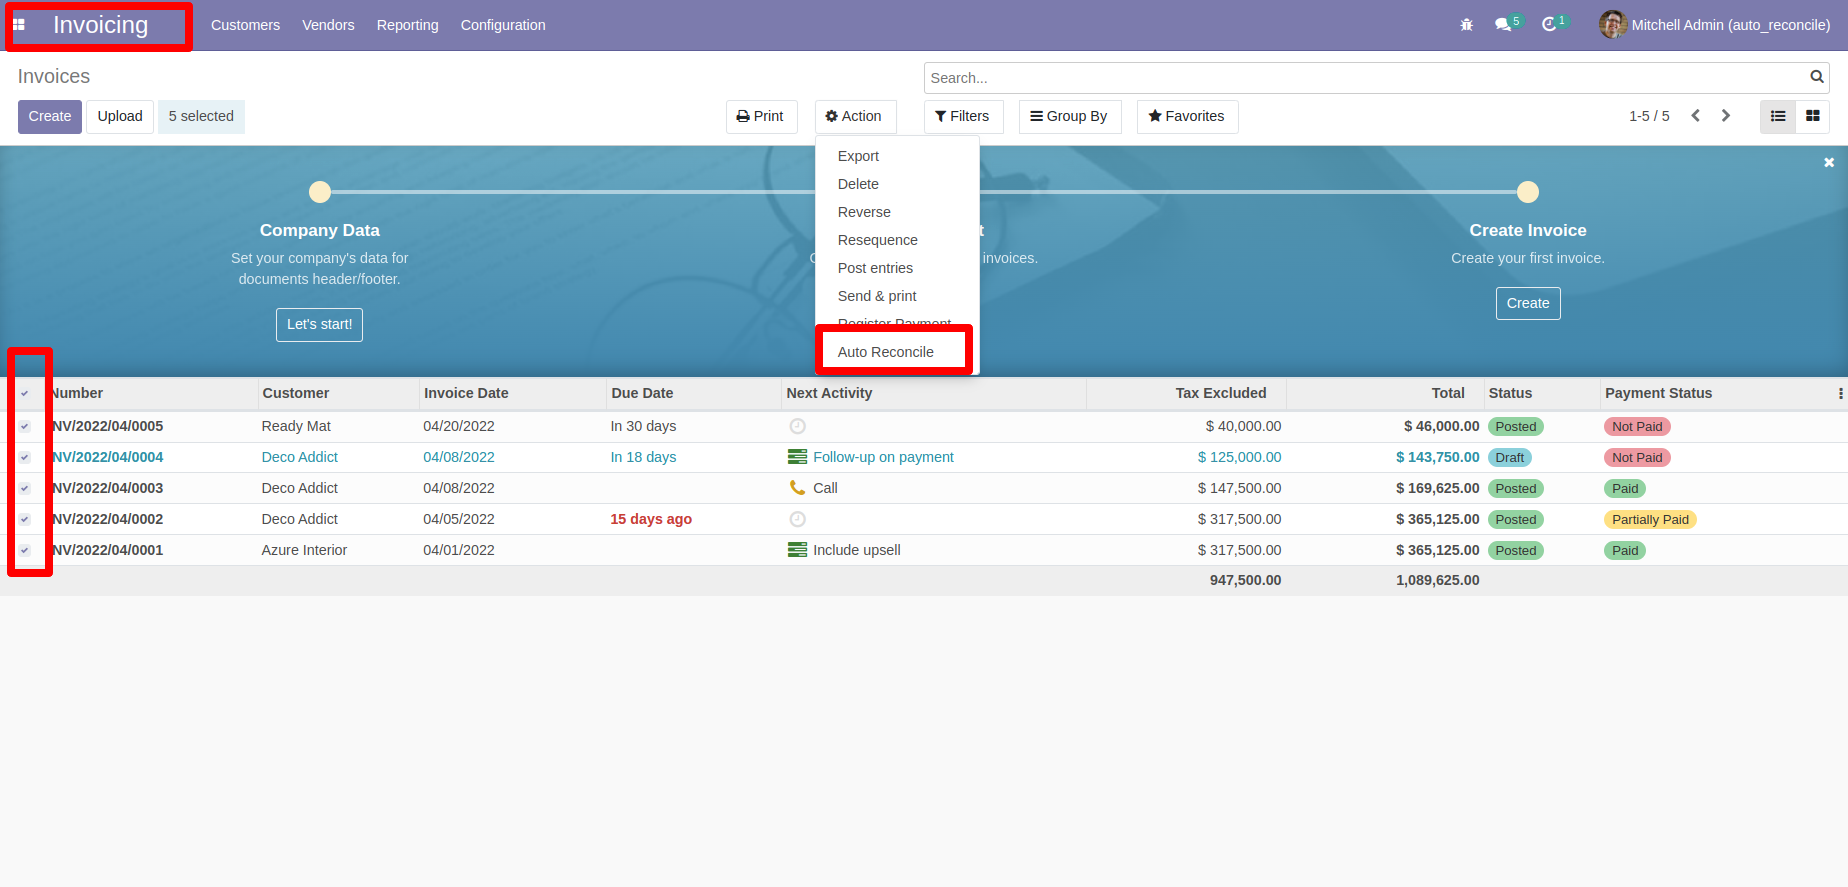 Invoicing Customers Vendors Reporting Configuration 5 1 Mitchell Admin (auto_reconcile)
Invoices
Search...
Create Upload 5 selected Print Action Filters Group By Favorites 1-5 / 5
Export
Delete
Reverse
Resequence
Post entries
Send & print
Register Payment
Auto Reconcile
Company Data
Set your company's data for
documents header/footer.
Let's start!
t
C invoices.
Create Invoice
Create your first invoice.
Create
Number Customer Invoice Date Due Date Next Activity Tax Excluded Total Status Payment Status
NV/2022/04/0005 Ready Mat 04/20/2022 In 30 days $ 40,000.00 $ 46,000.00 Posted Not Paid
NV/2022/04/0004 Deco Addict 04/08/2022 In 18 days Follow-up on payment $ 125,000.00 $ 143,750.00 Draft Not Paid
NV/2022/04/0003 Deco Addict 04/08/2022 Call $ 147,500.00 $ 169,625.00 Posted Paid
NV/2022/04/0002 Deco Addict 04/05/2022 15 days ago $ 317,500.00 $ 365,125.00 Posted Partially Paid
NV/2022/04/0001 Azure Interior 04/01/2022 Include upsell $ 317,500.00 $ 365,125.00 Posted Paid
947,500.00 1,089,625.00